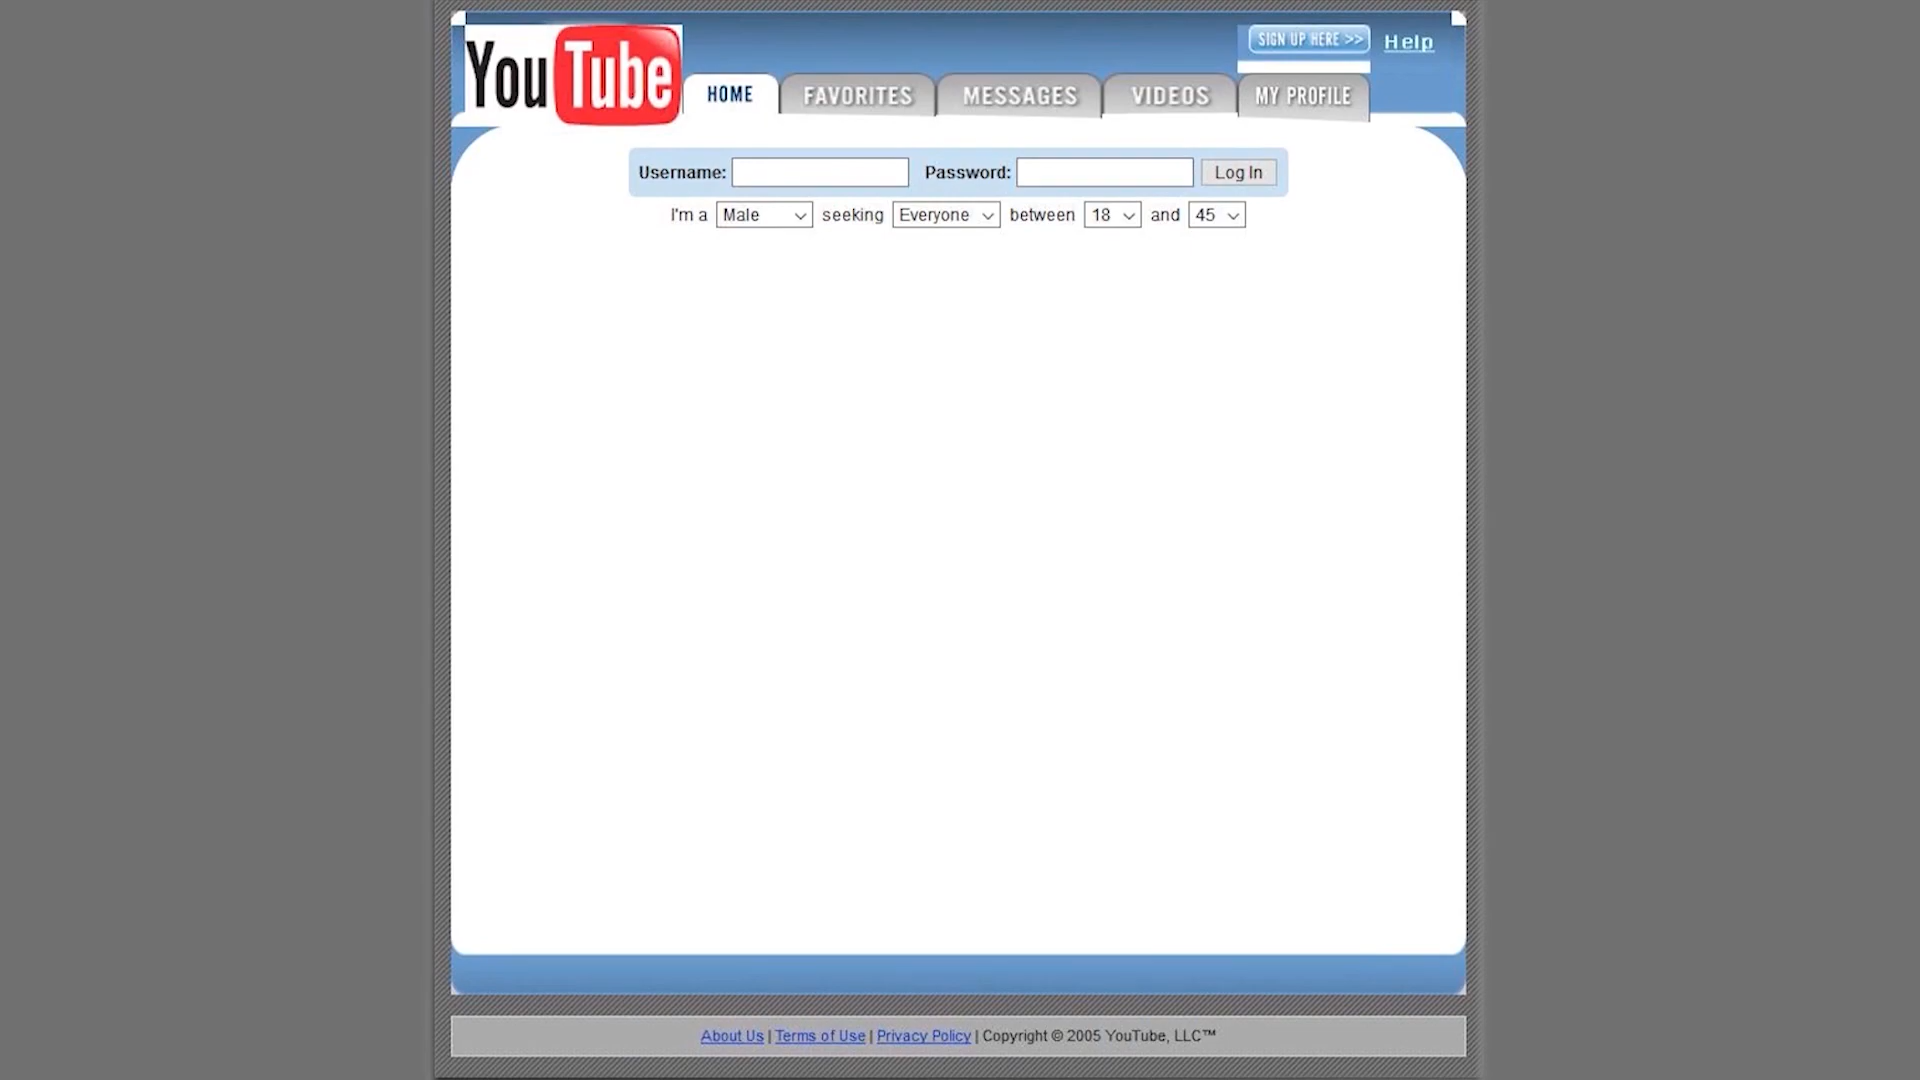 YouTube
SIGN UP HERE >> Help
HOME FAVORITES MESSAGES VIDEOS MY PROFILE
Username: Password: Log In
I'm a Male seeking Everyone between 18 and 45
About Us | Terms of Use | Privacy Policy | Copyright © 2005 YouTube, LLC™